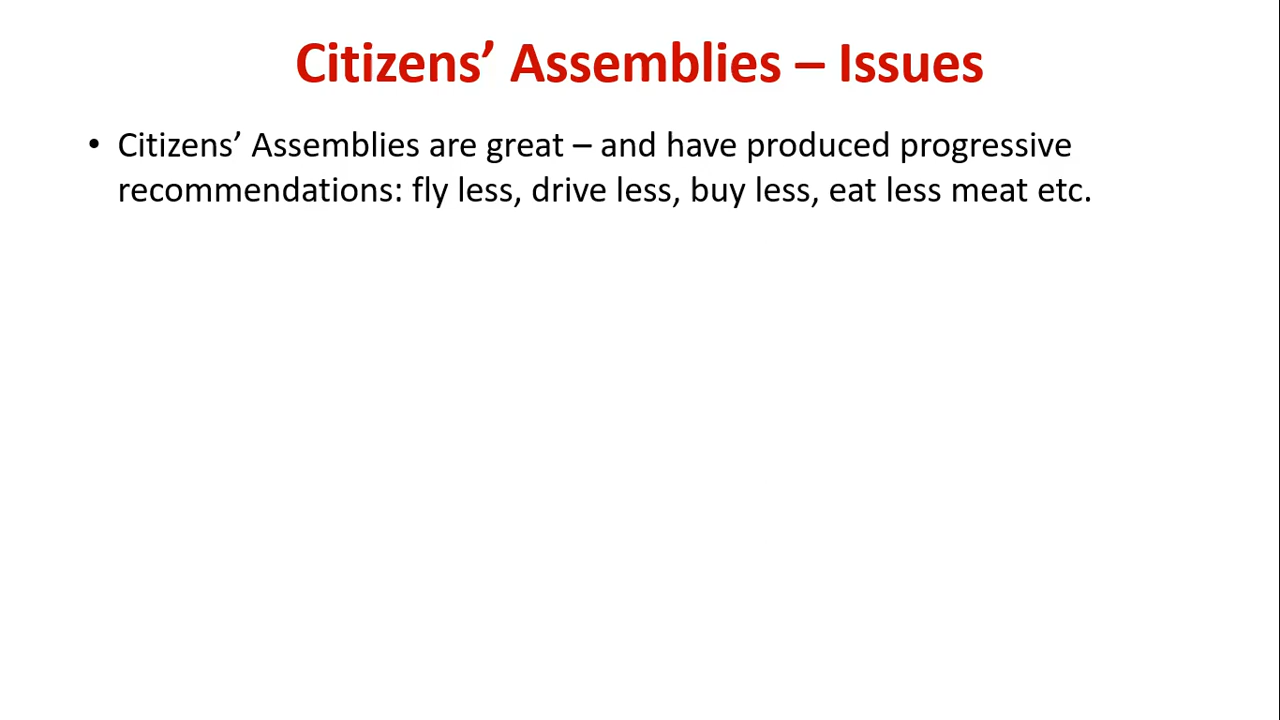 Citizens’ Assemblies – Issues
• Citizens’ Assemblies are great – and have produced progressive
recommendations: fly less, drive less, buy less, eat less meat etc.